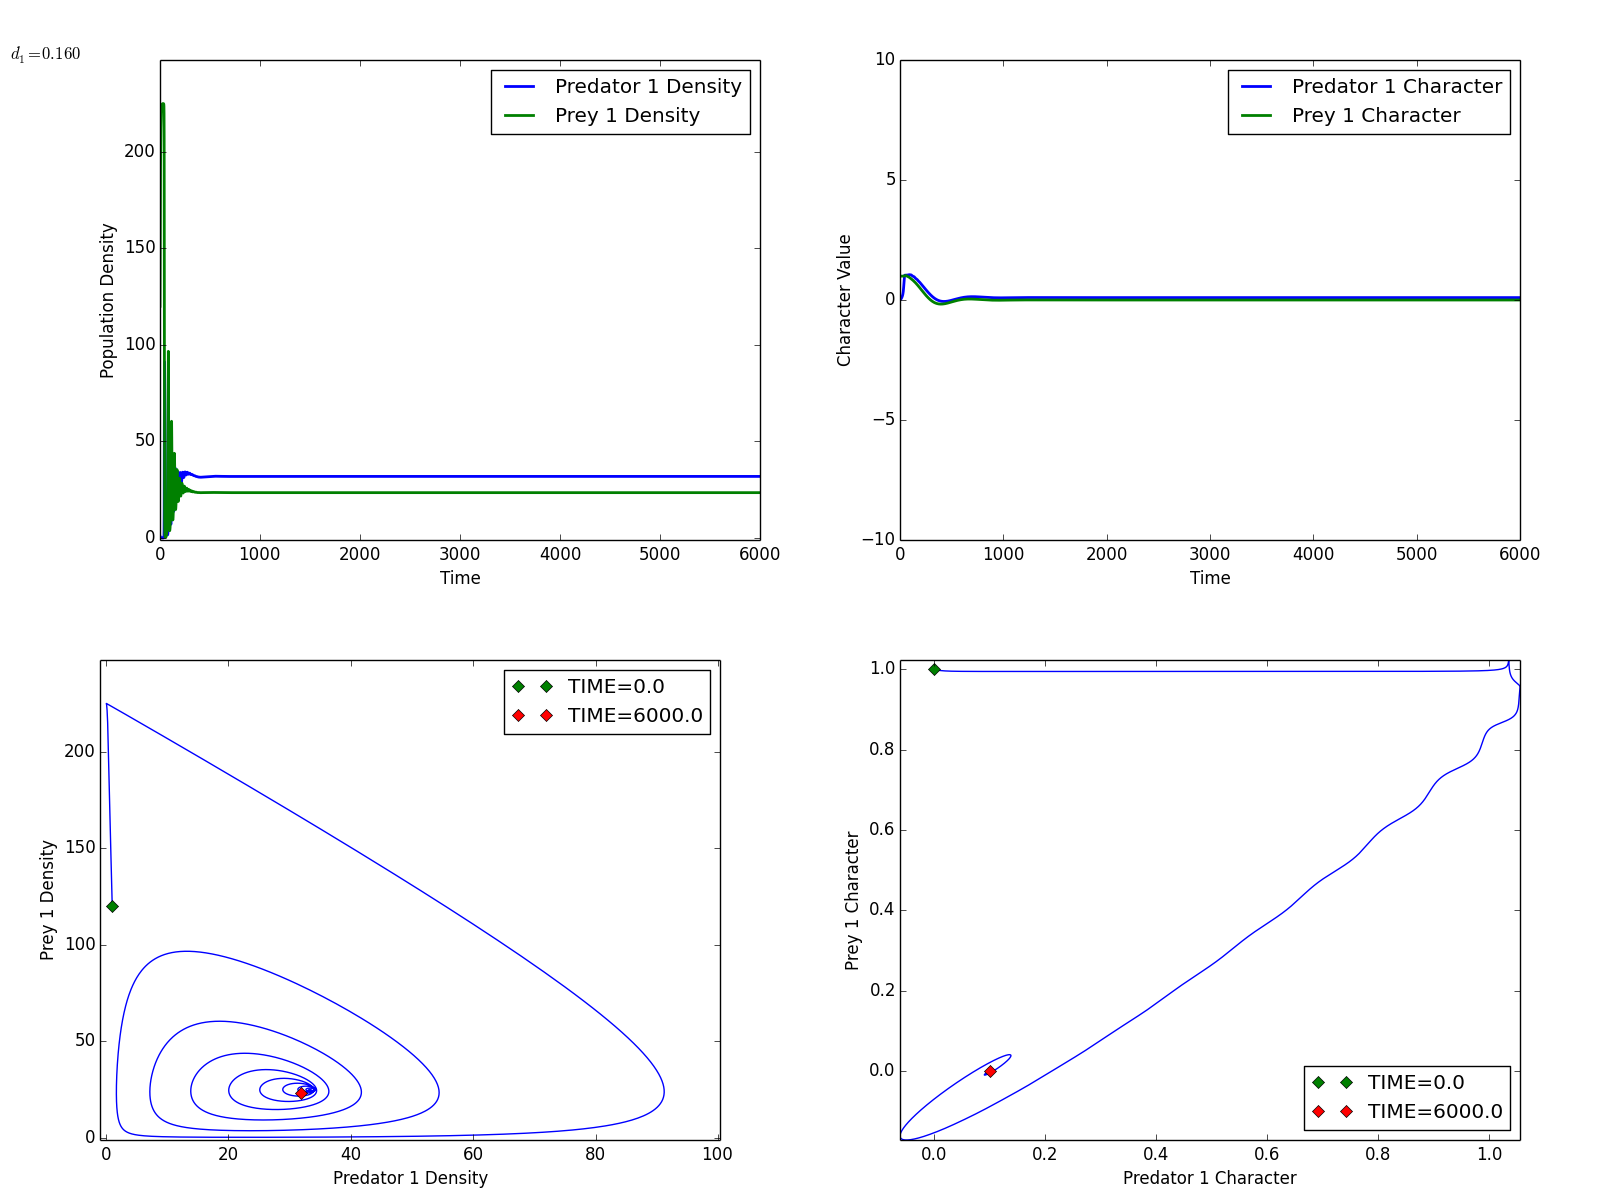 d1=0.160
Predator 1 Density
Prey 1 Density
200
150
100
50
0
Population Density
0 1000 2000 3000 4000 5000 6000
Time
Predator 1 Character
Prey 1 Character
10
5
0
−5
−10
Character Value
0 1000 2000 3000 4000 5000 6000
Time
TIME=0.0
TIME=6000.0
200
150
100
50
0
Prey 1 Density
0 20 40 60 80 100
Predator 1 Density
1.0
0.8
0.6
0.4
0.2
0.0
Prey 1 Character
TIME=0.0
TIME=6000.0
0.0 0.2 0.4 0.6 0.8 1.0
Predator 1 Character